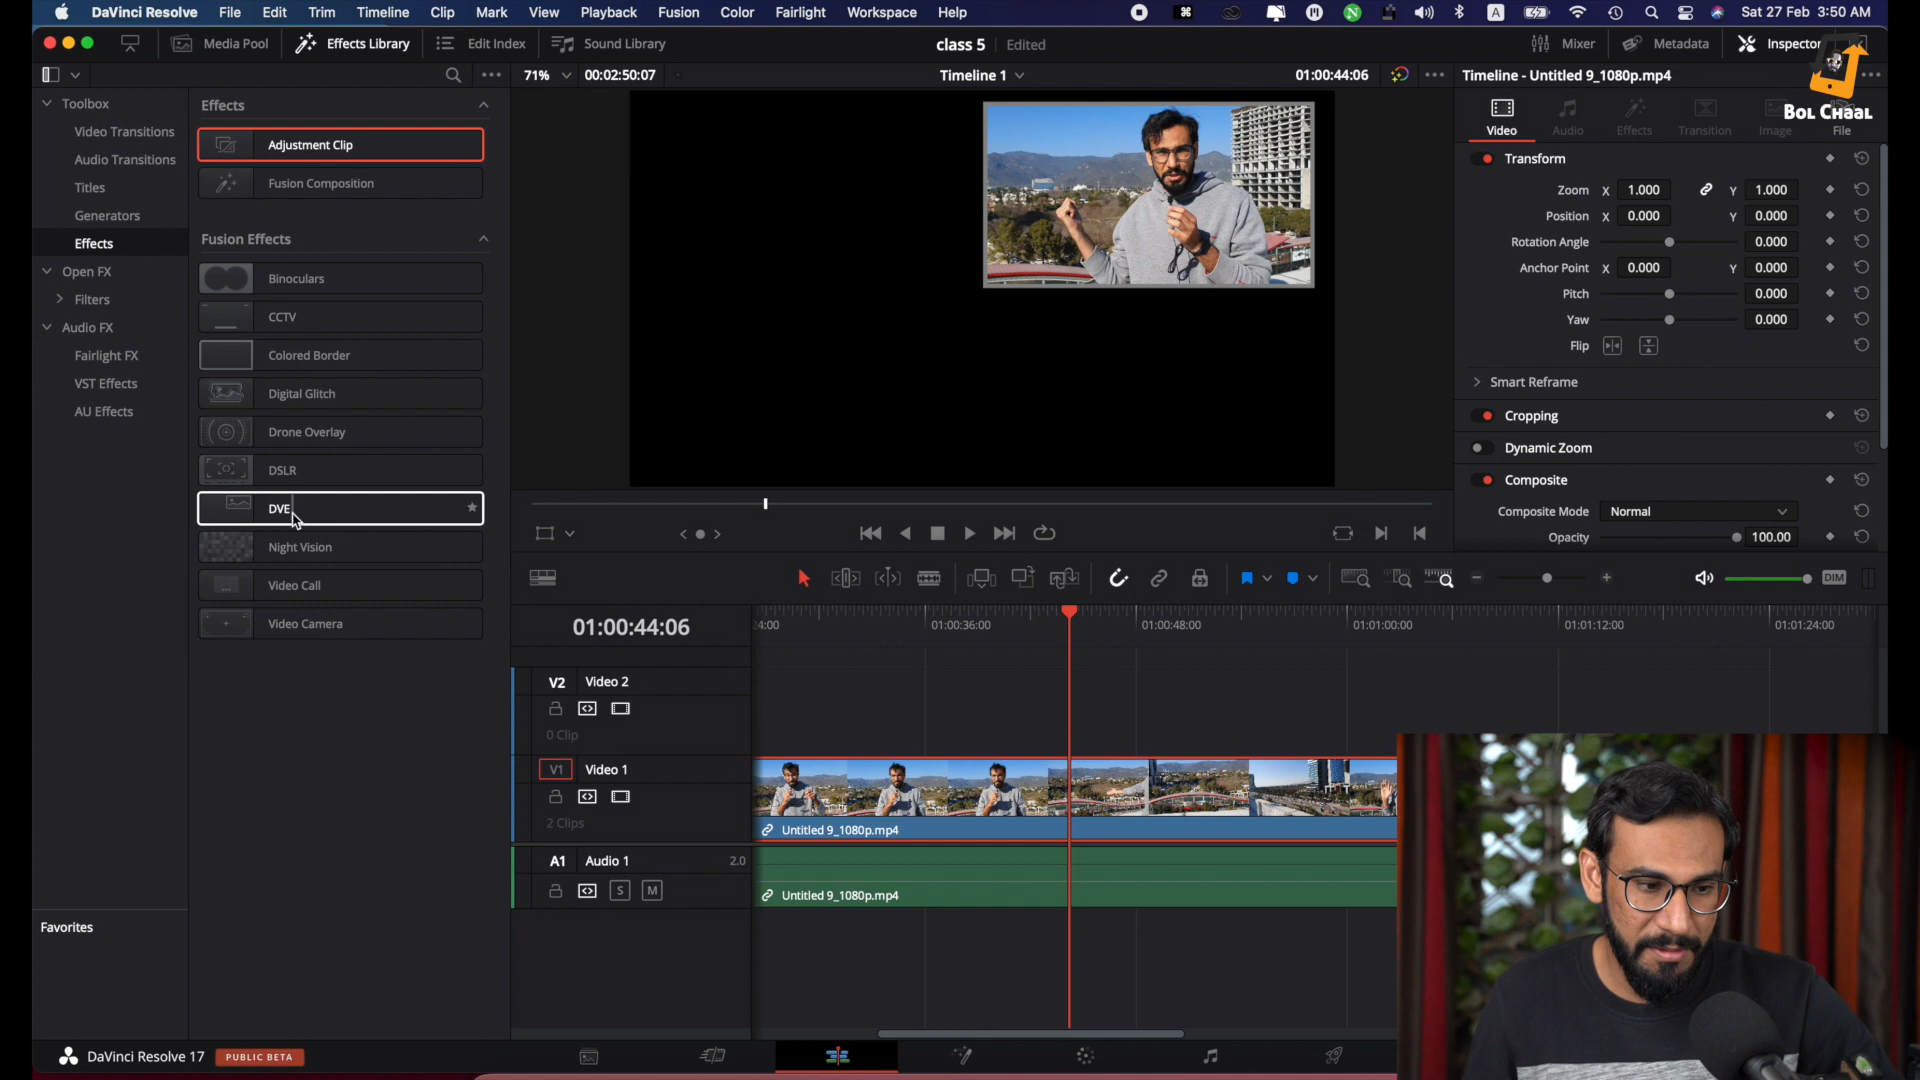 DaVinci Resolve File Edit Trim Timeline Clip Mark View Playback Fusion Color Fairlight Workspace Help A Sat 27 Feb 3:50 AM
Media Pool Effects Library Edit Index Sound Library class 5 Edited Mixer Metadata Inspector
71% 00:02:50:07 Timeline 1 01:00:44:06 Timeline - Untitled 9_1080p.mp4
BOL CHAAL
Toolbox
Video Transitions
Audio Transitions
Titles
Generators
Effects
Open FX
Filters
Audio FX
Fairlight FX
VST Effects
AU Effects
Favorites
Effects
Adjustment Clip
Fusion Composition
Fusion Effects
Binoculars
CCTV
Colored Border
Digital Glitch
Drone Overlay
DSLR
DVE
Night Vision
Video Call
Video Camera
Video Audio Effects Transition Image File
Transform
Zoom X 1.000 Y 1.000
Position X 0.000 Y 0.000
Rotation Angle 0.000
Anchor Point X 0.000 Y 0.000
Pitch 0.000
Yaw 0.000
Flip
Smart Reframe
Cropping
Dynamic Zoom
Composite
Composite Mode Normal
Opacity 100.00
DIM
01:00:44:06
24:00 01:00:36:00 01:00:48:00 01:01:00:00 01:01:12:00 01:01:24:00
V2 Video 2
0 Clip
V1 Video 1
2 Clips
Untitled 9_1080p.mp4
A1 Audio 1 2.0
S M
Untitled 9_1080p.mp4
DaVinci Resolve 17 PUBLIC BETA